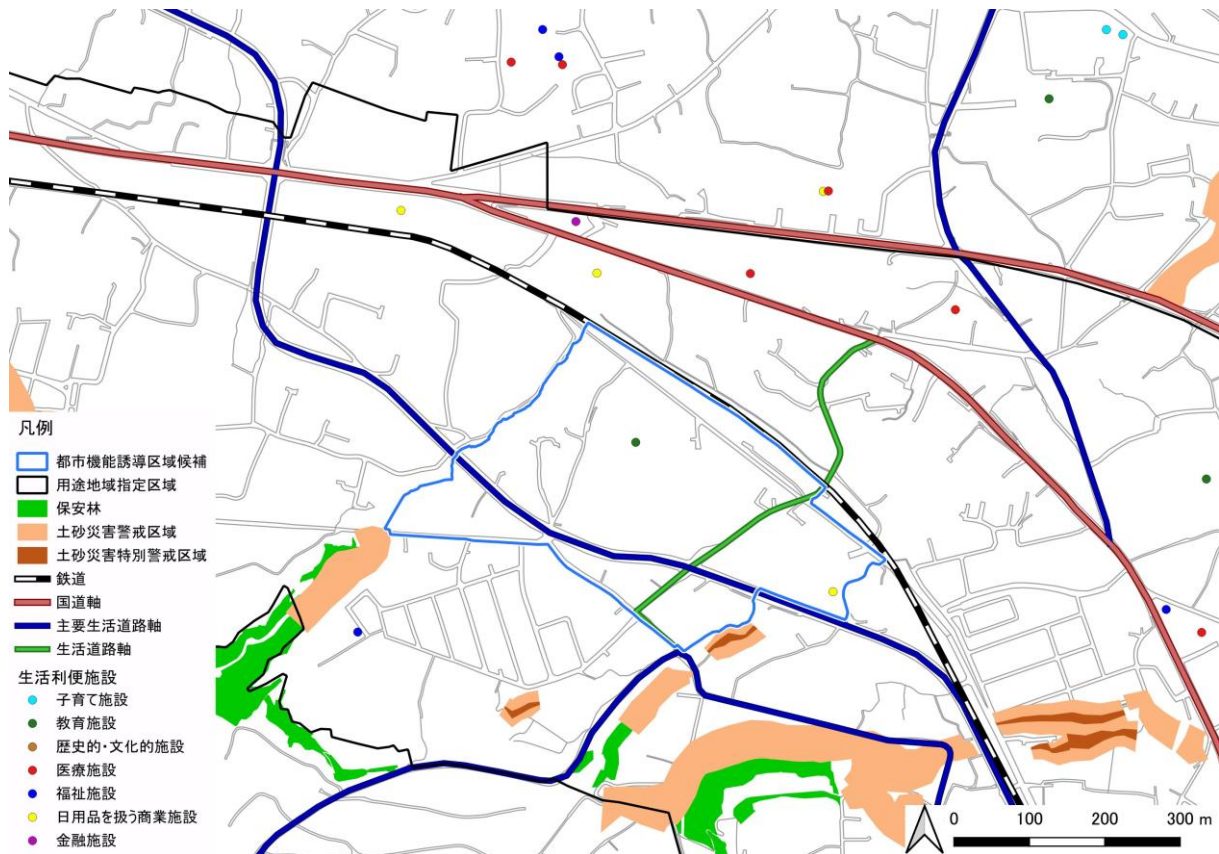 凡例
都市機能誘導区域候補
用途地域指定区域
保安林
土砂災害警戒区域
土砂災害特別警戒区域
鉄道
国道軸
主要生活道路軸
生活道路軸
生活利便施設
子育て施設
教育施設
歴史的・文化的施設
医療施設
福祉施設
日用品を扱う商業施設
金融施設
0 100 200 300 m